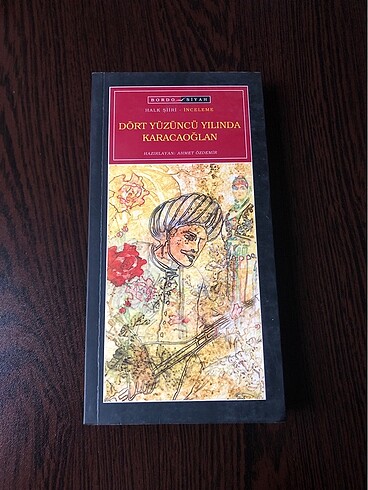 BORDO SİYAH
HALK ŞİİRİ - İNCELEME
DÖRT YÜZÜNCÜ YILINDA
KARACAOĞLAN
HAZIRLAYAN: AHMET ÖZDEMİR